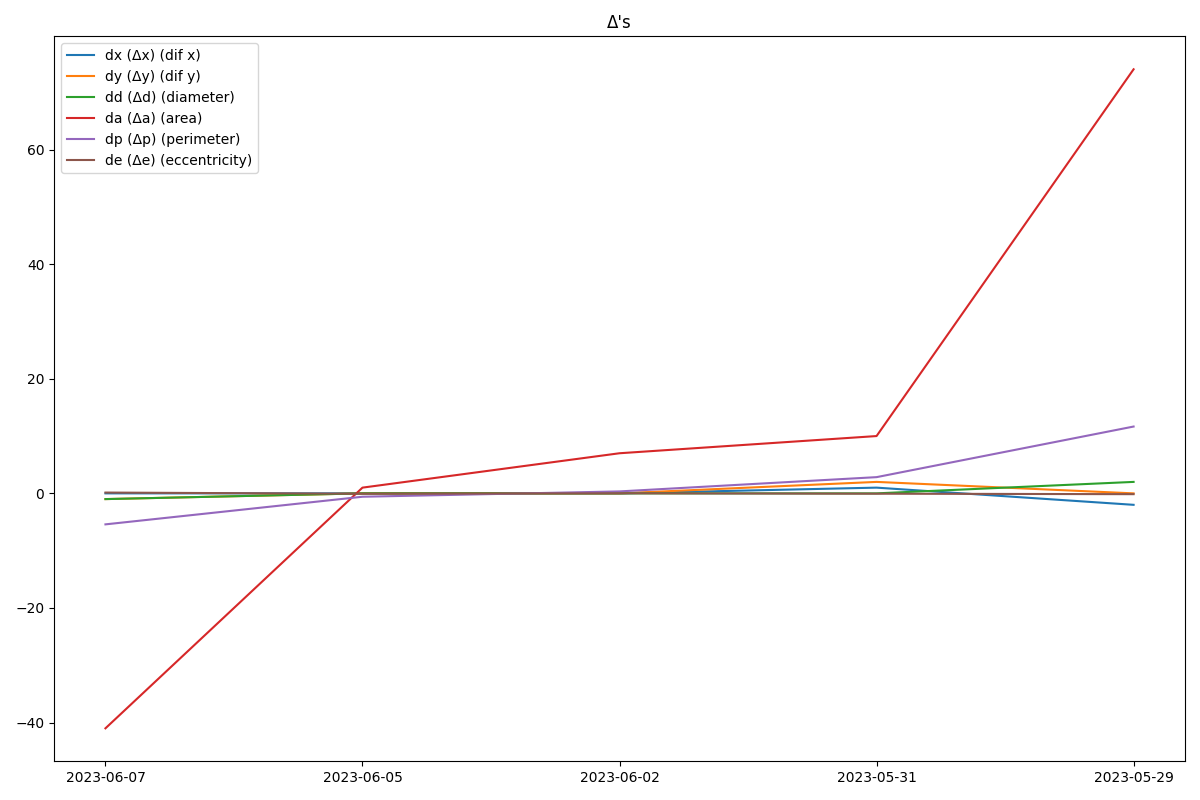 Δ's
dx (Δx) (dif x)
dy (Δy) (dif y)
dd (Δd) (diameter)
da (Δa) (area)
dp (Δp) (perimeter)
de (Δe) (eccentricity)
60
40
20
0
−20
−40
2023-06-07 2023-06-05 2023-06-02 2023-05-31 2023-05-29